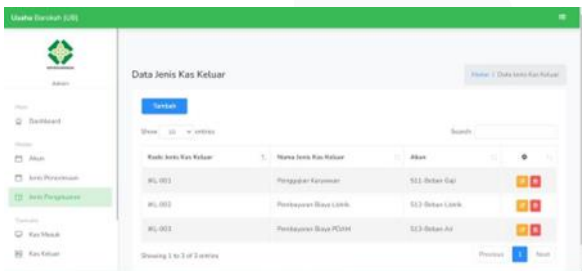 Usaha Barokah (UB)
Admin
Data Jenis Kas Keluar
Home / Data Jenis Kas Keluar
Main
Dashboard
Akun
Jenis Penerimaan
Jenis Pengeluaran
Transaksi
Kas Masuk
Kas Keluar
Tambah
Show 10 entries
Search:
Kode Jenis Kas Keluar Nama Jenis Kas Keluar Akun
JKL-001 Penggajian Karyawan 511-Beban Gaji
JKL-002 Pembayaran Biaya Listrik 512-Beban Listrik
JKL-003 Pembayaran Biaya PDAM 513-Beban Air
Showing 1 to 3 of 3 entries
Previous 1 Next